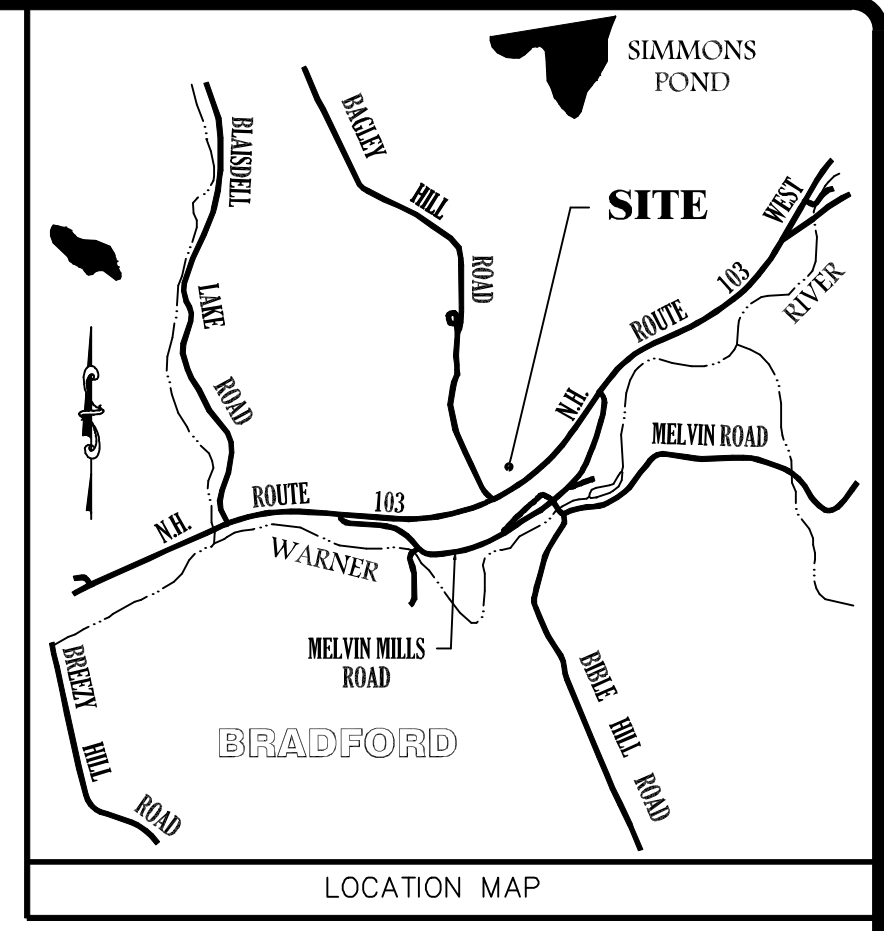 SIMMONS
POND
BLAISDELL
LAKE
ROAD
BAGLEY
HILL
ROAD
SITE
WEST
RIVER
N.H.
ROUTE
103
MELVIN ROAD
N.H.
ROUTE
103
WARNER
MELVIN MILLS
ROAD
BREEZY
HILL
ROAD
BRADFORD
BIBLE
HILL
ROAD
LOCATION MAP